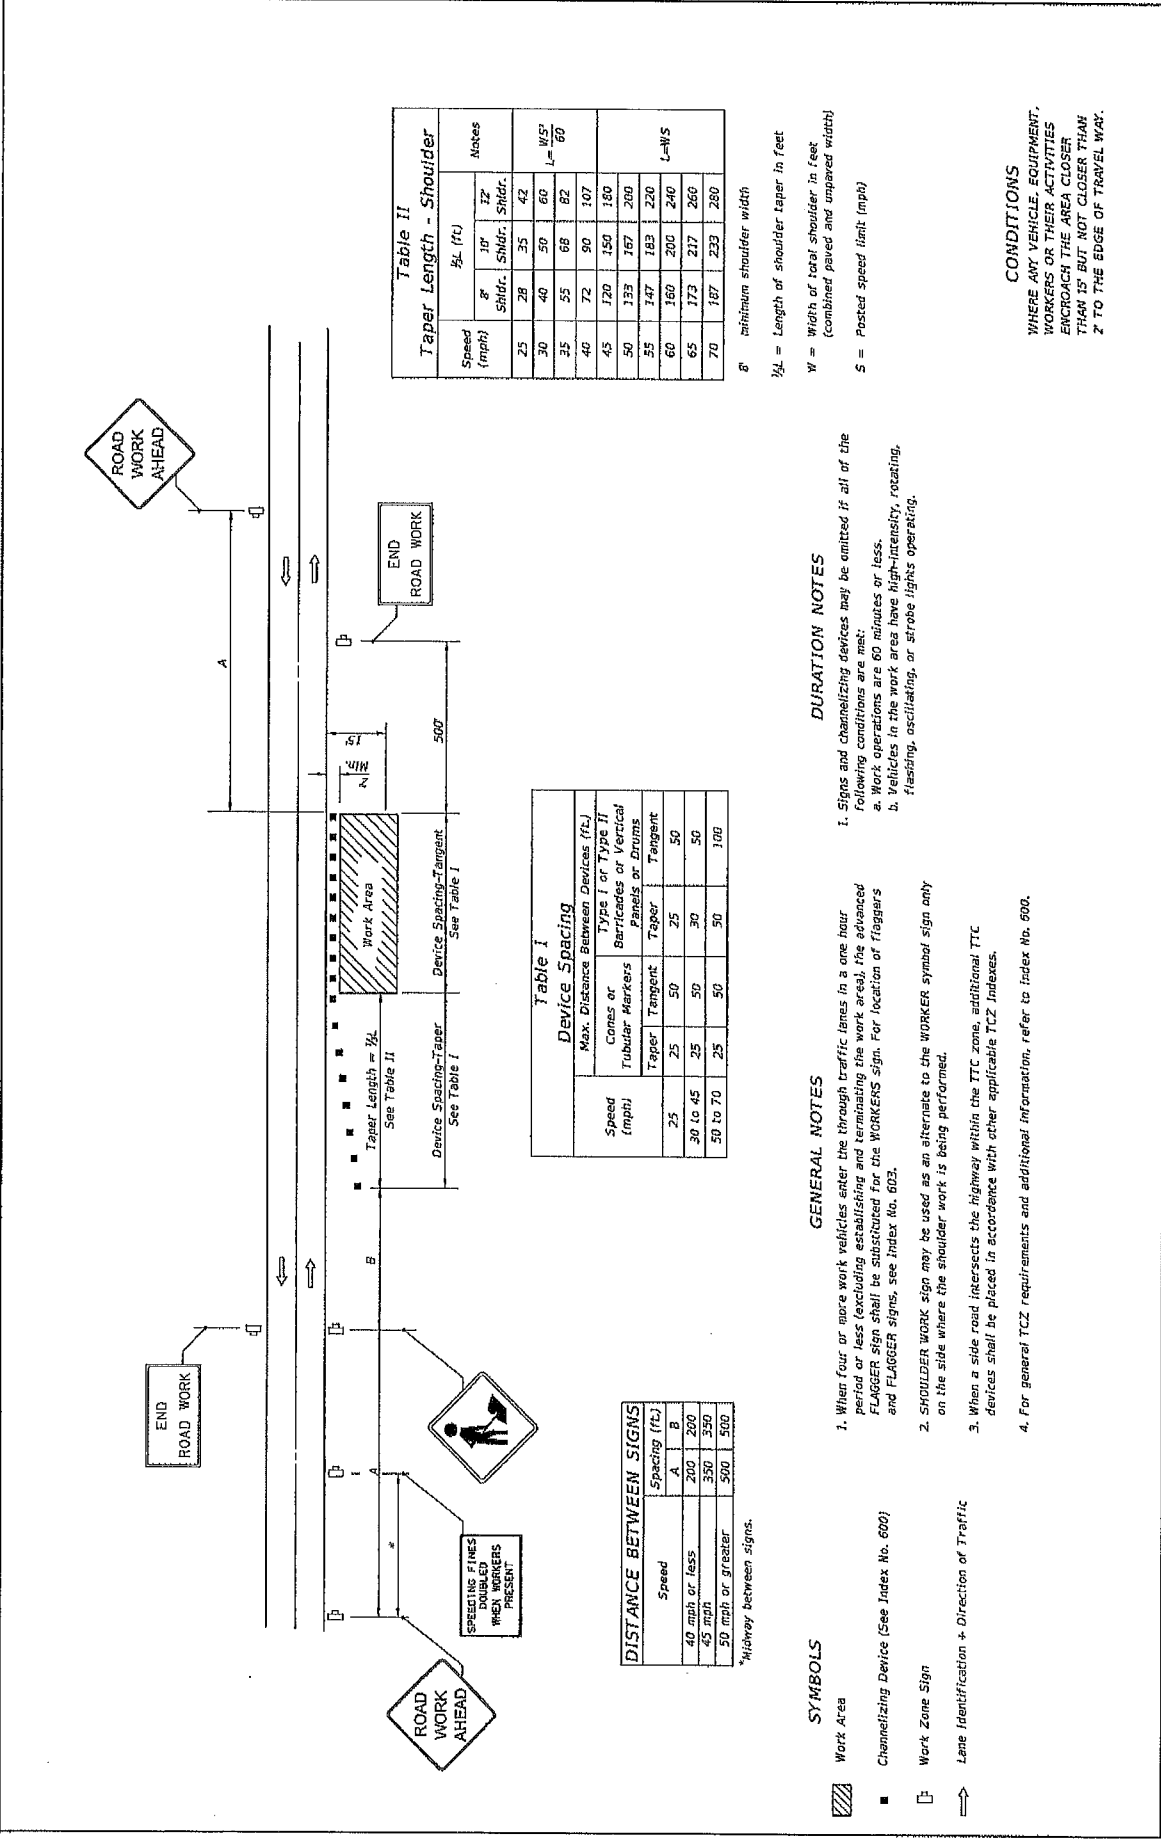 ROAD
WORK
AHEAD
SPEEDING FINES
DOUBLED
WHEN WORKERS
PRESENT
END
ROAD WORK
*
A
B
Taper Length = ⅓L
See Table II
Device Spacing-Taper
See Table I
Work Area
Device Spacing-Tangent
See Table I
2'
Min.
15'
500'
A
END
ROAD WORK
ROAD
WORK
AHEAD
DISTANCE BETWEEN SIGNS
Speed Spacing (ft.)
A B
40 mph or less 200 200
45 mph 350 350
50 mph or greater 500 500
*Midway between signs.
Table I
Device Spacing
Speed (mph) Max. Distance Between Devices (ft.)
Cones or Tubular Markers Type I or Type II Barricades or Vertical Panels or Drums
Taper Tangent Taper Tangent
25 25 50 25 50
30 to 45 25 50 30 50
50 to 70 25 50 50 100
Table II
Taper Length - Shoulder
Speed (mph) ⅓L (ft) Notes
8' Shldr. 10' Shldr. 12' Shldr.
25 28 35 42
30 40 50 60
35 55 68 82
40 72 90 107
L= WS² / 60
45 120 150 180
50 133 167 200
55 147 183 220
60 160 200 240
65 173 217 260
70 187 233 280
L=WS
8' minimum shoulder width
⅓L = Length of shoulder taper in feet
W = Width of total shoulder in feet
(combined paved and unpaved width)
S = Posted speed limit (mph)
SYMBOLS
Work Area
Channelizing Device (See Index No. 600)
Work Zone Sign
Lane Identification + Direction of Traffic
GENERAL NOTES
1. When four or more work vehicles enter the through traffic lanes in a one hour
period or less (excluding establishing and terminating the work area), the advanced
FLAGGER sign shall be substituted for the WORKERS sign. For location of flaggers
and FLAGGER signs, see Index No. 603.
2. SHOULDER WORK sign may be used as an alternate to the WORKER symbol sign only
on the side where the shoulder work is being performed.
3. When a side road intersects the highway within the TTC zone, additional TTC
devices shall be placed in accordance with other applicable TCZ Indexes.
4. For general TCZ requirements and additional information, refer to Index No. 600.
DURATION NOTES
1. Signs and channelizing devices may be omitted if all of the
following conditions are met:
a. Work operations are 60 minutes or less.
b. Vehicles in the work area have high-intensity, rotating,
flashing, oscillating, or strobe lights operating.
CONDITIONS
WHERE ANY VEHICLE, EQUIPMENT,
WORKERS OR THEIR ACTIVITIES
ENCROACH THE AREA CLOSER
THAN 15' BUT NOT CLOSER THAN
2' TO THE EDGE OF TRAVEL WAY.